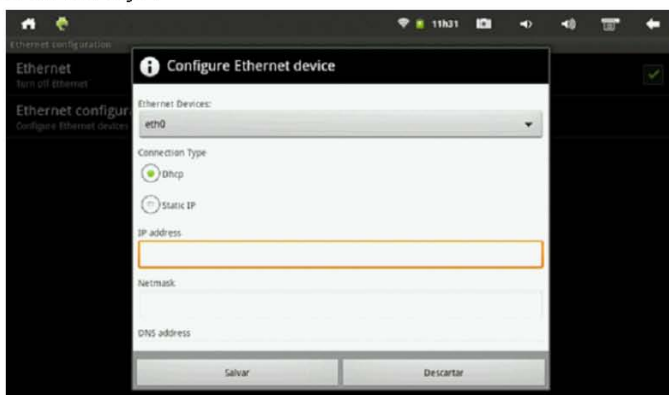 11h31
Ethernet configuration
Ethernet
Turn off Ethernet
Ethernet configur
Configure Ethernet devices
Configure Ethernet device
Ethernet Devices:
eth0
Connection Type
Dhcp
Static IP
IP address
Netmask
DNS address
Salvar
Descartar